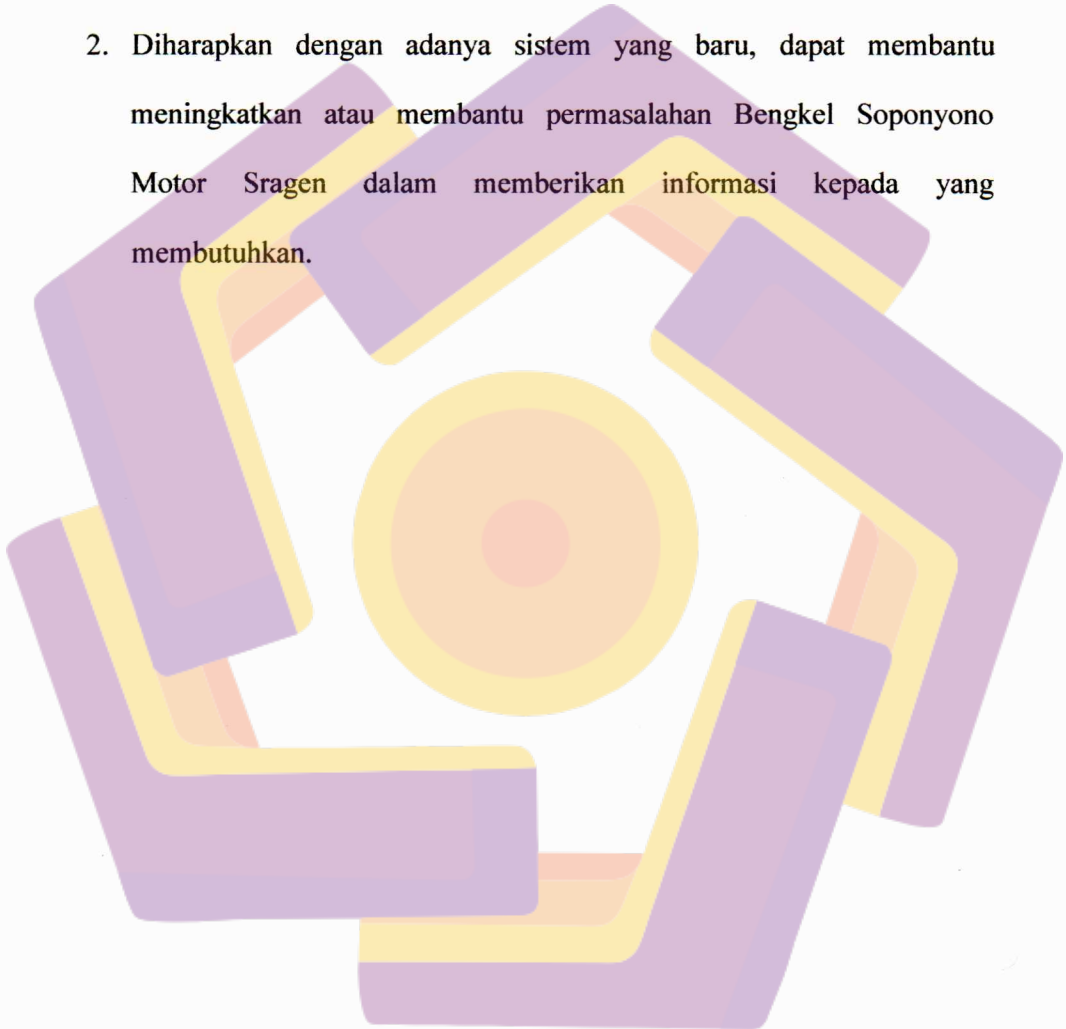 2. Diharapkan dengan adanya sistem yang baru, dapat membantu
meningkatkan atau membantu permasalahan Bengkel Soponyono
Motor Sragen dalam memberikan informasi kepada yang
membutuhkan.